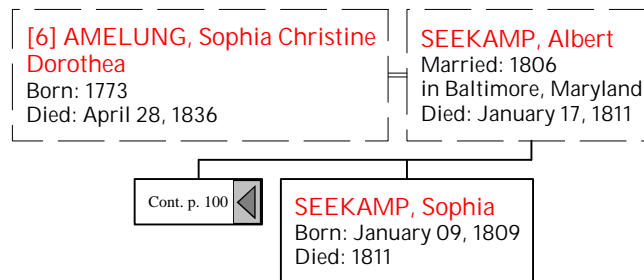 [6] AMELUNG, Sophia Christine
Dorothea
Born: 1773
Died: April 28, 1836
SEEKAMP, Albert
Married: 1806
in Baltimore, Maryland
Died: January 17, 1811
Cont. p. 100
SEEKAMP, Sophia
Born: January 09, 1809
Died: 1811